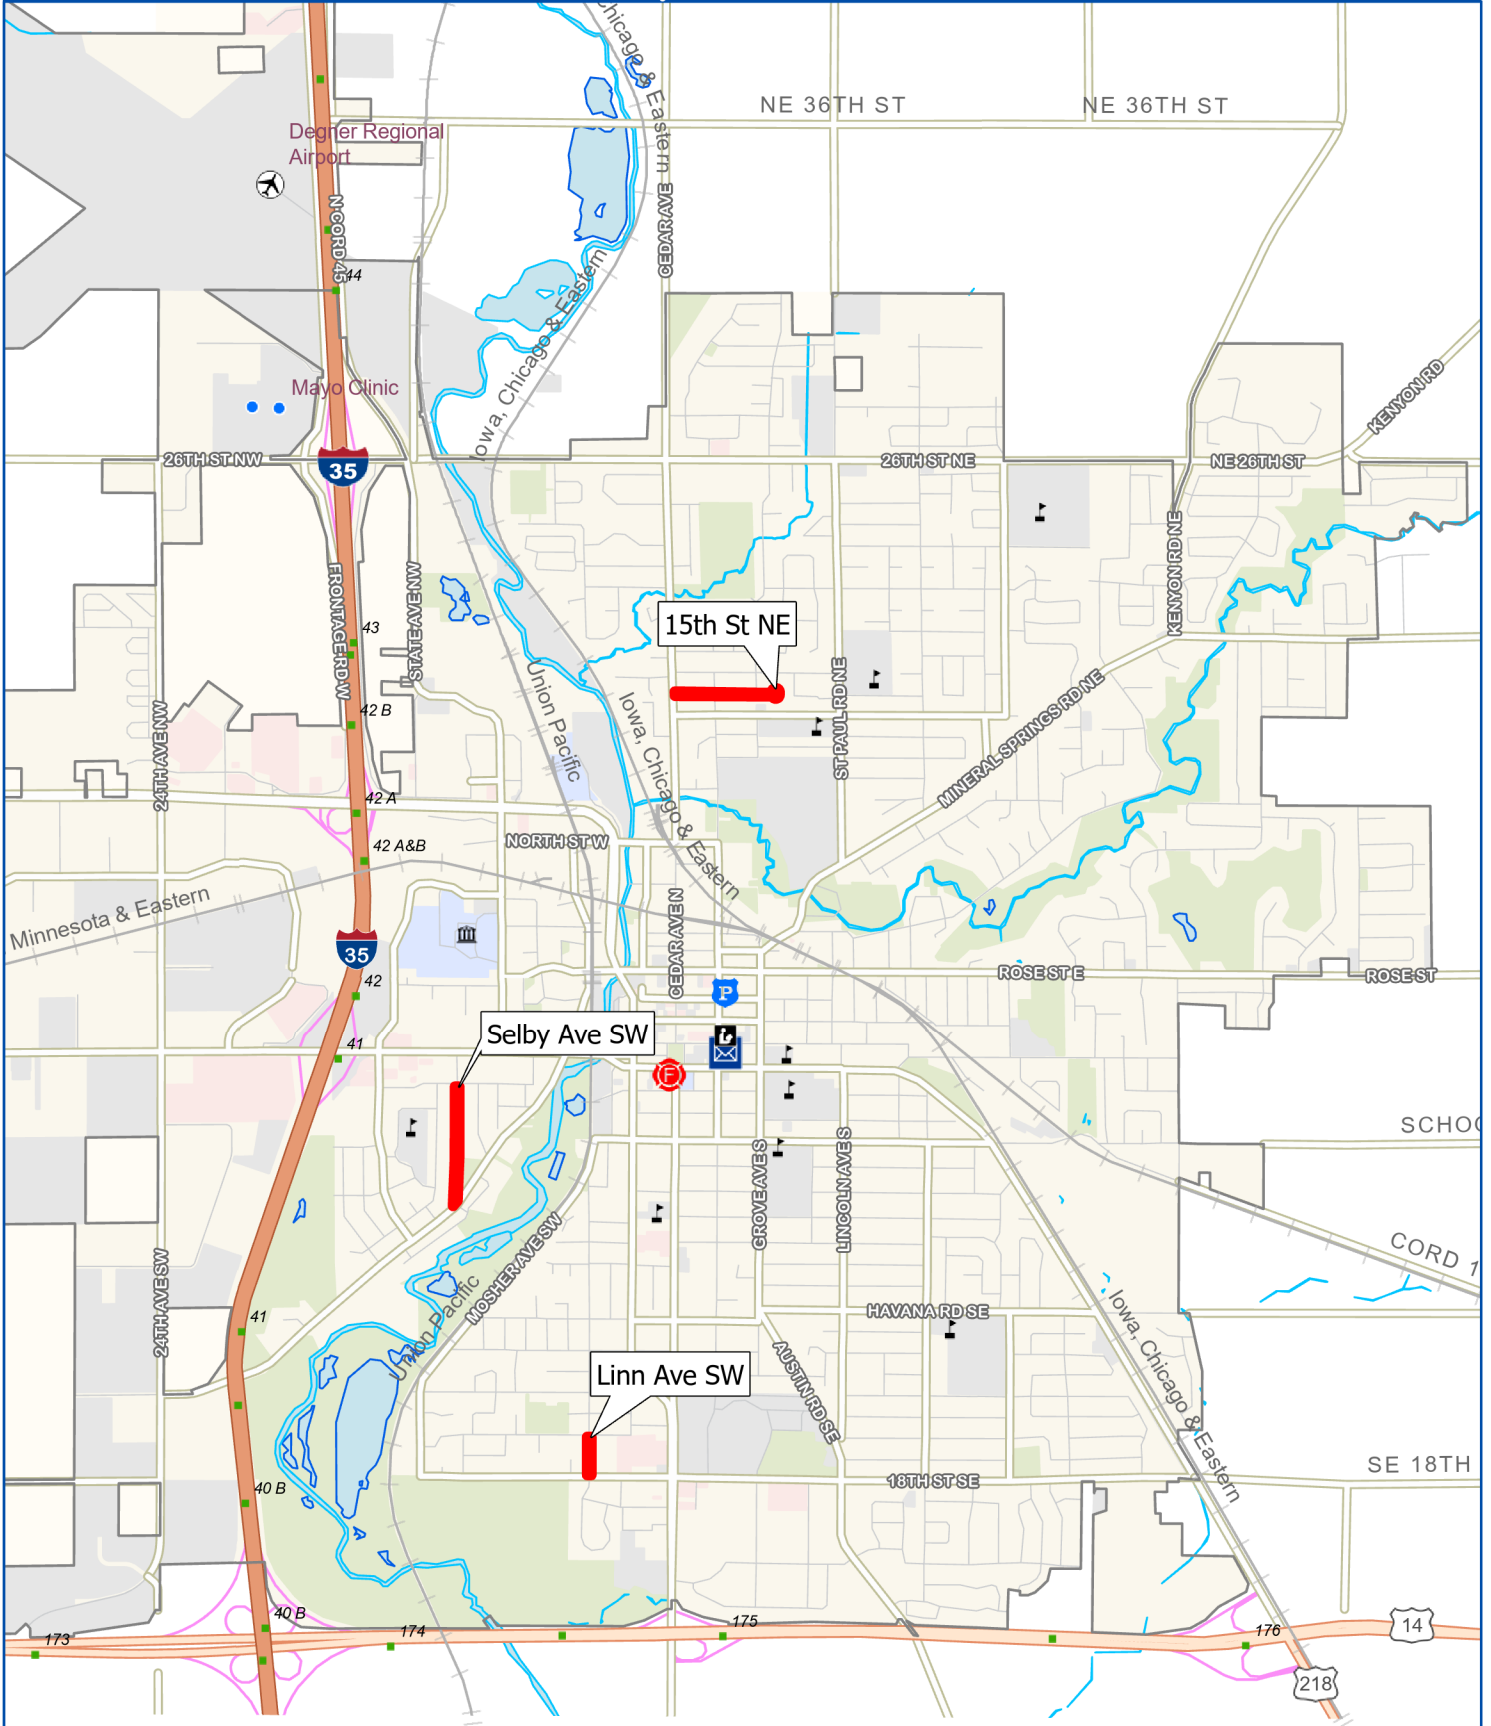 Chicago & Eastern
NE 36TH ST
NE 36TH ST
Degner Regional
Airport
N CORD 45
CEDAR AVE
44
Iowa, Chicago & Eastern
Mayo Clinic
KENYON RD
26TH ST NW
35
26TH ST NE
NE 26TH ST
KENYON RD NE
FRONTAGE RD W
STATE AVE NW
43
15th St NE
Union Pacific
Iowa, Chicago & Eastern
ST PAUL RD NE
MINERAL SPRINGS RD NE
42 B
24TH AVE NW
42 A
NORTH ST W
42 A&B
Minnesota & Eastern
CEDAR AVE N
35
42
ROSE ST E
ROSE ST
P
41
Selby Ave SW
F
SCHOO
GROVE AVE S
LINCOLN AVE S
MOSHER AVE SW
24TH AVE SW
CORD 1
Union Pacific
Iowa, Chicago & Eastern
41
HAVANA RD SE
AUSTIN RD SE
Linn Ave SW
40 B
18TH ST SE
SE 18TH
40 B
173
174
175
176
14
218